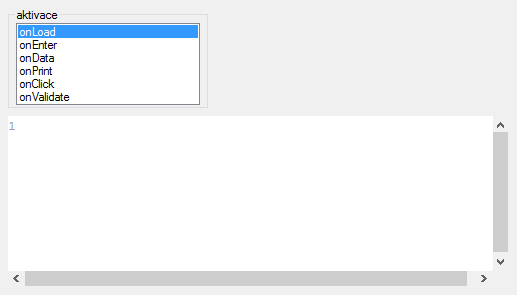 aktivace
onLoad
onEnter
onData
onPrint
onClick
onValidate
1